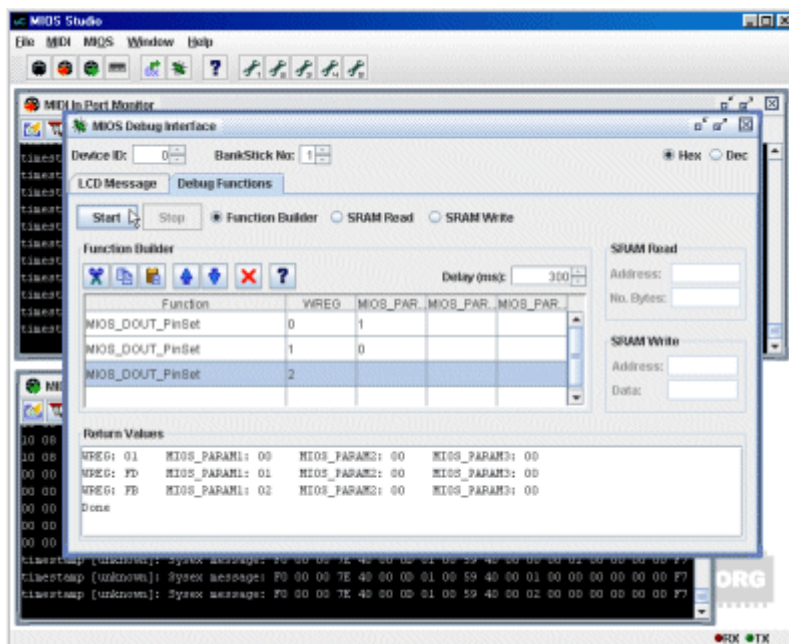 MIOS Studio
File MIDI MIOS Window Help
MIDI In Port Monitor
MIOS Debug Interface
Device ID: 0 BankStick No: 1 Hex Dec
LCD Message Debug Functions
Start Stop Function Builder SRAM Read SRAM Write
Function Builder
Delay (ms): 300
Function WREG MIOS_PAR... MIOS_PAR... MIOS_PAR...
MIOS_DOUT_PinSet 0 1
MIOS_DOUT_PinSet 1 0
MIOS_DOUT_PinSet 2
SRAM Read
Address:
No. Bytes:
SRAM Write
Address:
Data:
Return Values
WREG: 01 MIOS_PARAM1: 00 MIOS_PARAM2: 00 MIOS_PARAM3: 00
WREG: FD MIOS_PARAM1: 01 MIOS_PARAM2: 00 MIOS_PARAM3: 00
WREG: FB MIOS_PARAM1: 02 MIOS_PARAM2: 00 MIOS_PARAM3: 00
Done
timestamp [unknown]: Sysex message: F0 00 00 7E 40 00 0D 01 00 59 40 00 01 00 00 00 00 00 F7
timestamp [unknown]: Sysex message: F0 00 00 7E 40 00 0D 01 00 59 40 00 02 00 00 00 00 00 F7
ORG
RX TX